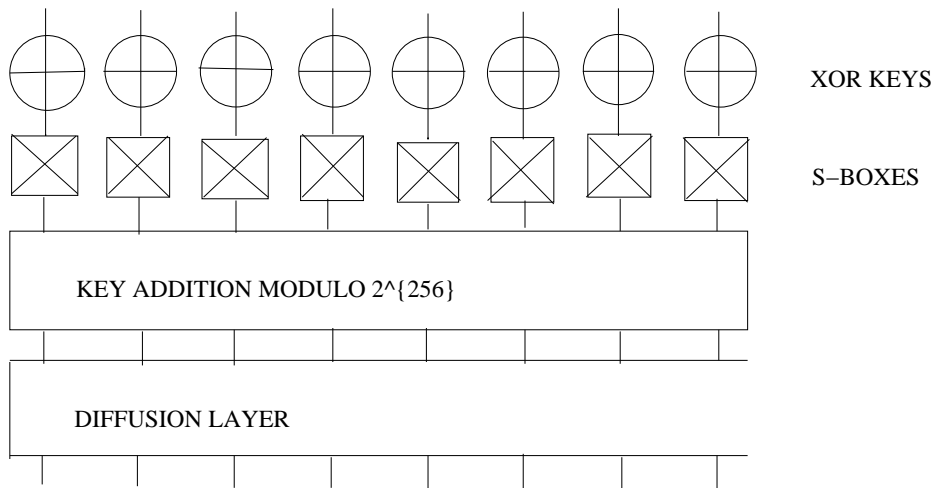 XOR KEYS
S−BOXES
KEY ADDITION MODULO 2^{256}
DIFFUSION LAYER